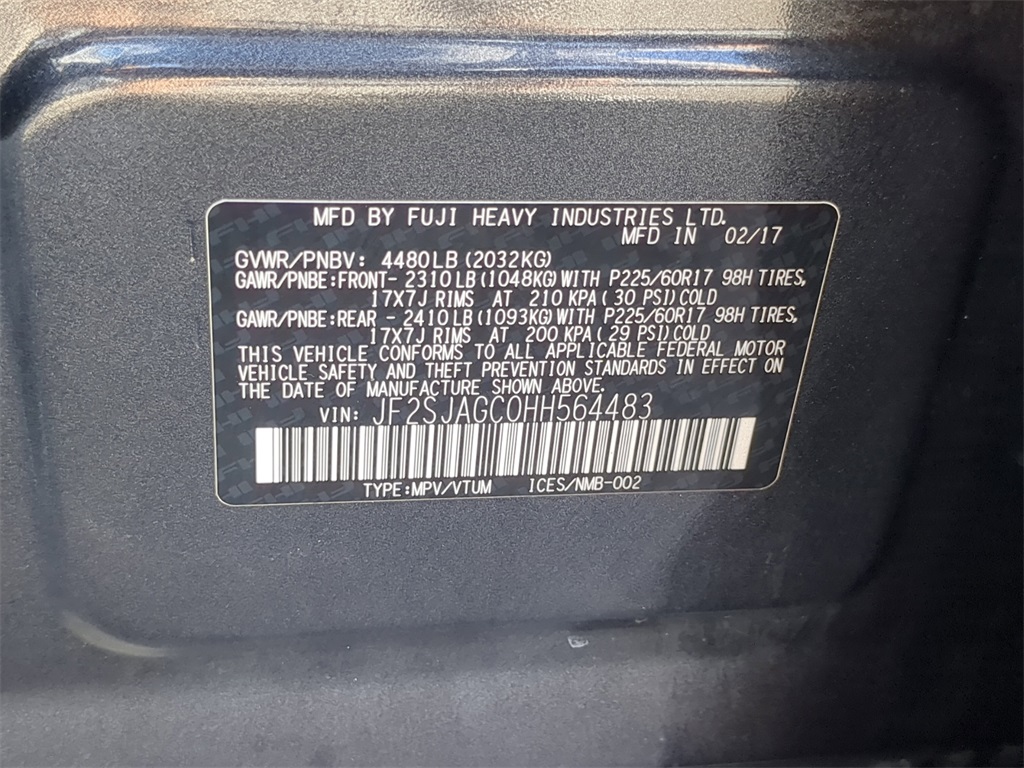 MFD BY FUJI HEAVY INDUSTRIES LTD.
MFD IN 02/17
GVWR/PNBV: 4480LB(2032KG)
GAWR/PNBE:FRONT- 2310LB(1048KG)WITH P225/60R17 98H TIRES,
17X7J RIMS AT 210 KPA( 30 PSI)COLD
GAWR/PNBE:REAR - 2410LB(1093KG)WITH P225/60R17 98H TIRES,
17X7J RIMS AT 200 KPA( 29 PSI)COLD
THIS VEHICLE CONFORMS TO ALL APPLICABLE FEDERAL MOTOR
VEHICLE SAFETY AND THEFT PREVENTION STANDARDS IN EFFECT ON
THE DATE OF MANUFACTURE SHOWN ABOVE.
VIN: JF2SJAGC0HH564483
TYPE:MPV/VTUM ICES/NMB-002